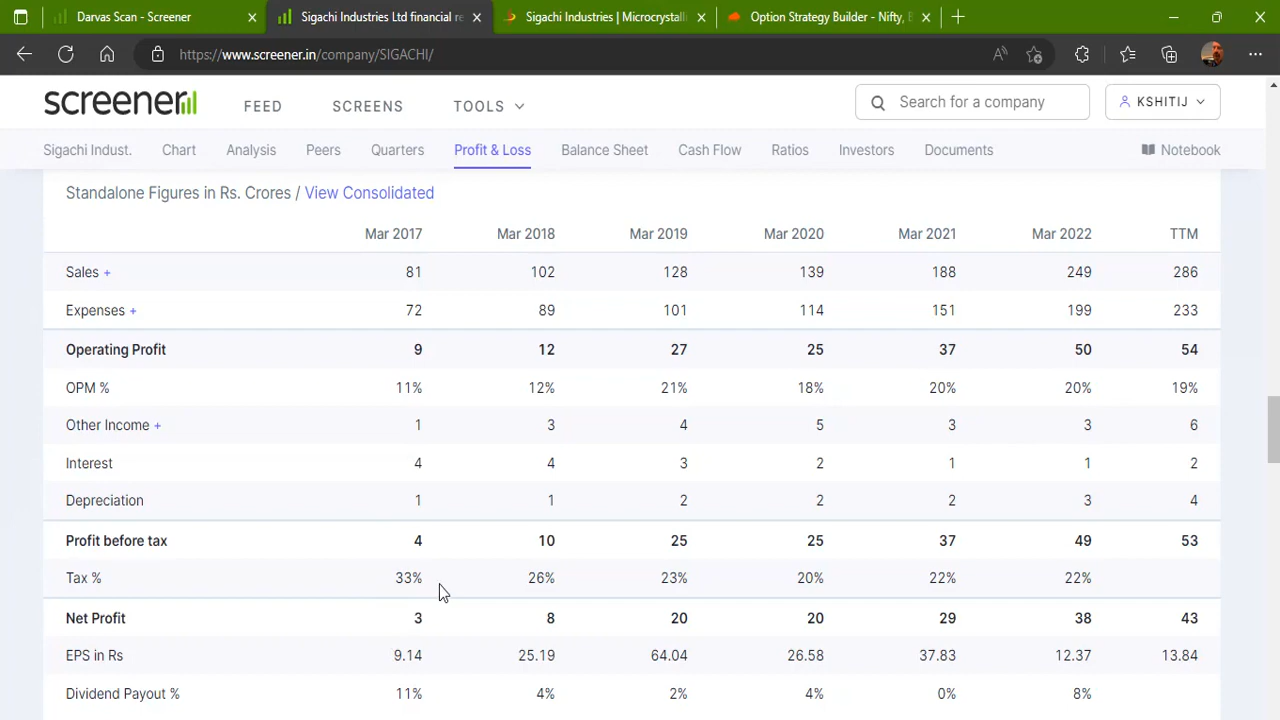 Darvas Scan - Screener
Sigachi Industries Ltd financial re
Sigachi Industries | Microcrystalli
Option Strategy Builder - Nifty, B
https://www.screener.in/company/SIGACHI/
screener
FEED SCREENS TOOLS
Search for a company
KSHITIJ
Sigachi Indust. Chart Analysis Peers Quarters Profit & Loss Balance Sheet Cash Flow Ratios Investors Documents Notebook
Standalone Figures in Rs. Crores / View Consolidated
Mar 2017 Mar 2018 Mar 2019 Mar 2020 Mar 2021 Mar 2022 TTM
Sales + 81 102 128 139 188 249 286
Expenses + 72 89 101 114 151 199 233
Operating Profit 9 12 27 25 37 50 54
OPM % 11% 12% 21% 18% 20% 20% 19%
Other Income + 1 3 4 5 3 3 6
Interest 4 4 3 2 1 1 2
Depreciation 1 1 2 2 2 3 4
Profit before tax 4 10 25 25 37 49 53
Tax % 33% 26% 23% 20% 22% 22%
Net Profit 3 8 20 20 29 38 43
EPS in Rs 9.14 25.19 64.04 26.58 37.83 12.37 13.84
Dividend Payout % 11% 4% 2% 4% 0% 8%